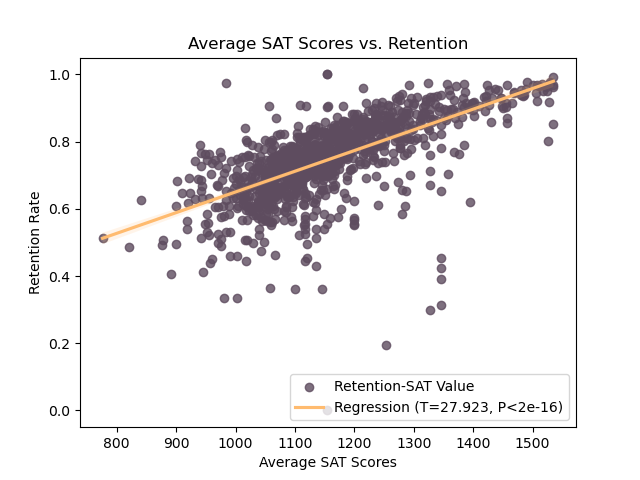 Average SAT Scores vs. Retention
1.0
0.8
0.6
0.4
0.2
0.0
Retention Rate
800 900 1000 1100 1200 1300 1400 1500
Average SAT Scores
Retention-SAT Value
Regression (T=27.923, P<2e-16)